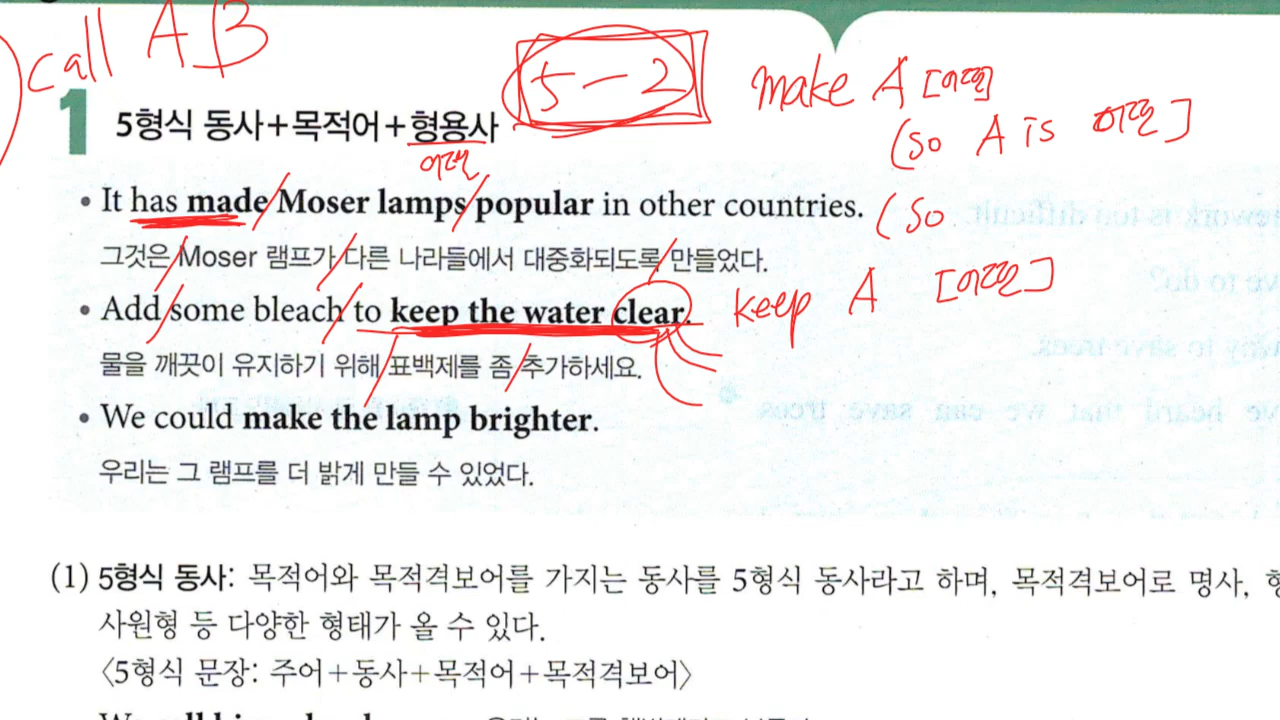 call A B
5-2
make A [어떤]
(so A is 어떤]
1 5형식 동사+목적어+형용사
어떤
• It has made/Moser lamps/popular in other countries.
(so
그것은/Moser 램프가/다른 나라들에서 대중화되도록/만들었다.
keep A [어떤]
• Add/some bleach/to keep the water clear.
물을 깨끗이 유지하기 위해/표백제를 좀/추가하세요.
• We could make the lamp brighter.
우리는 그 램프를 더 밝게 만들 수 있었다.
(1) 5형식 동사: 목적어와 목적격보어를 가지는 동사를 5형식 동사라고 하며, 목적격보어로 명사,
사원형 등 다양한 형태가 올 수 있다.
〈5형식 문장: 주어+동사+목적어+목적격보어〉